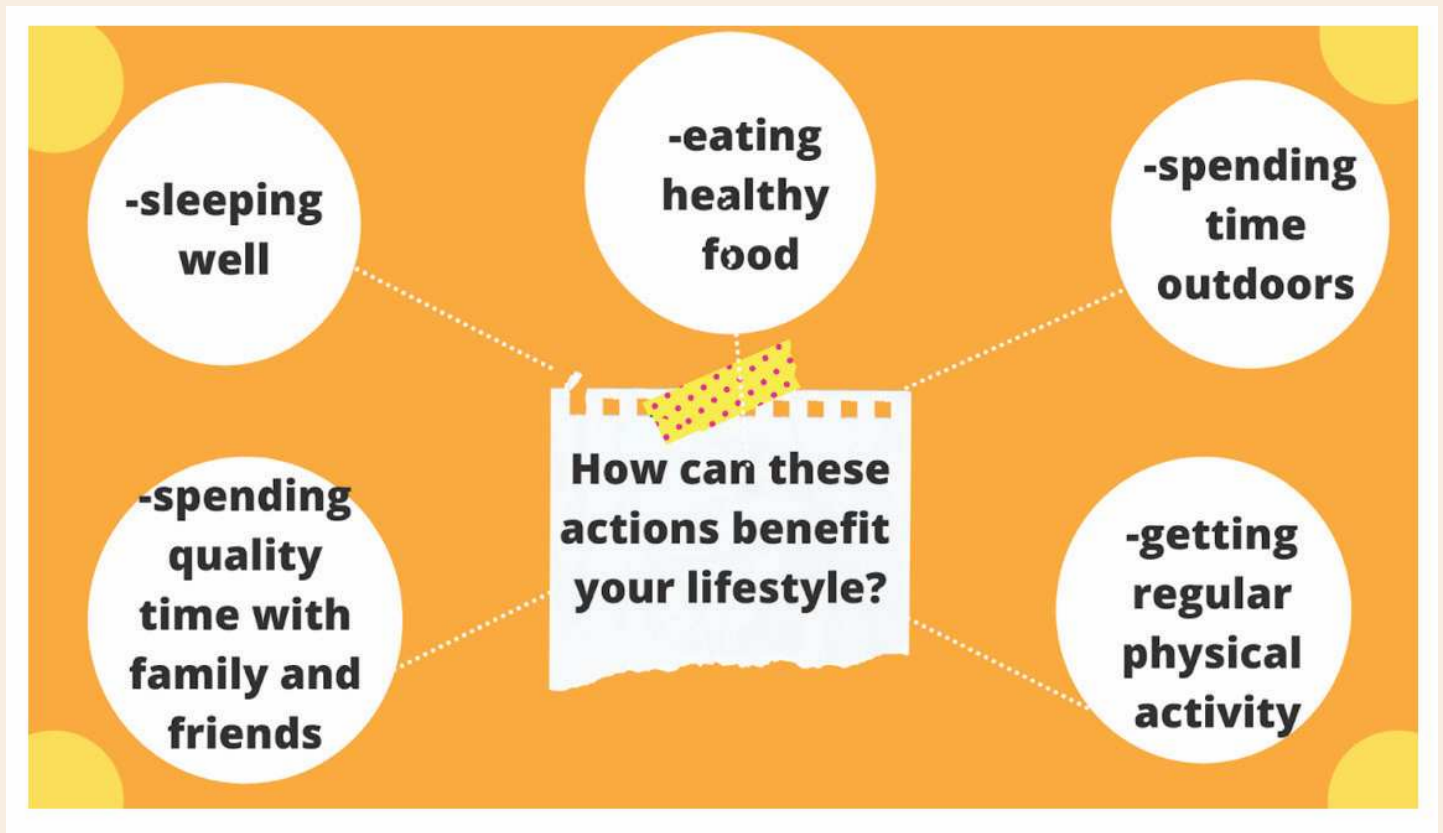 -sleeping
well
-eating
healthy
food
-spending
time
outdoors
How can these
actions benefit
your lifestyle?
-spending
quality
time with
family and
friends
-getting
regular
physical
activity